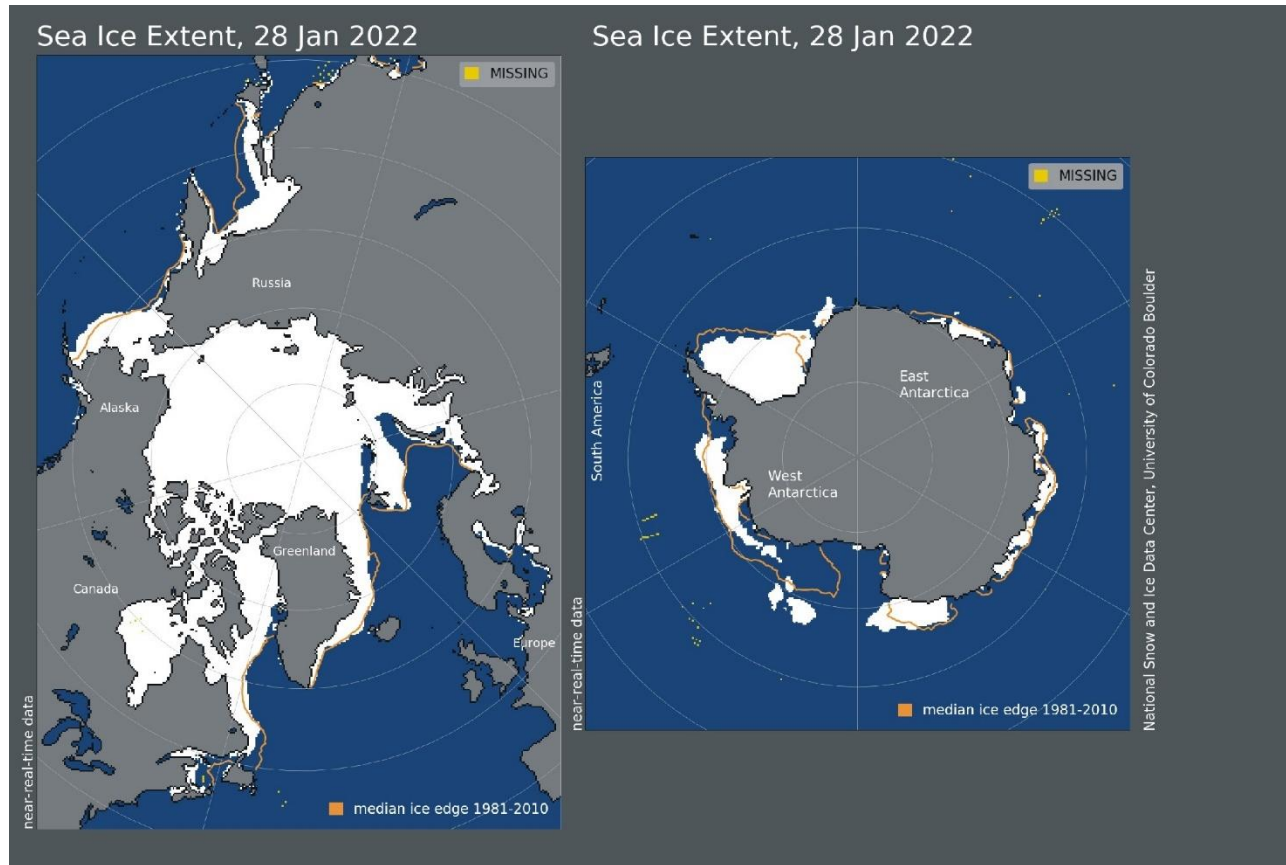 Sea Ice Extent, 28 Jan 2022
MISSING
Russia
Alaska
Greenland
Canada
Europe
near-real-time data
median ice edge 1981-2010
Sea Ice Extent, 28 Jan 2022
MISSING
East
Antarctica
South America
West
Antarctica
near-real-time data
median ice edge 1981-2010
National Snow and Ice Data Center, University of Colorado Boulder